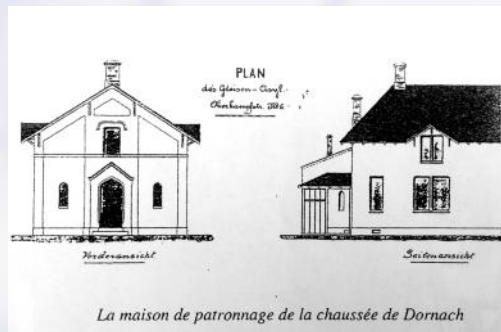 PLAN
Vorderansicht
Seitenansicht
La maison de patronnage de la chaussée de Dornach